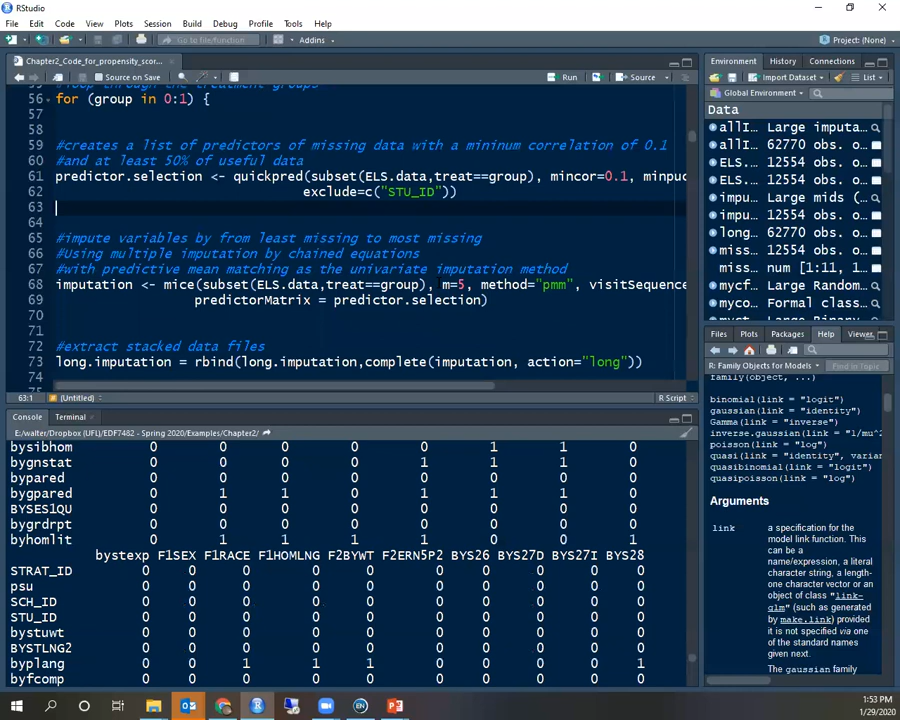 RStudio
File Edit Code View Plots Session Build Debug Profile Tools Help
Go to file/function Addins Project: (None)
Chapter2_Code_for_propensity_scor...
Source on Save Run Source
56 for (group in 0:1) {
57
58
59 #creates a list of predictors of missing data with a mininum correlation of 0.1
60 #and at least 50% of useful data
61 predictor.selection <- quickpred(subset(ELS.data,treat==group), mincor=0.1, minpuc
62 exclude=c("STU_ID"))
63
64
65 #impute variables by from least missing to most missing
66 #Using multiple imputation by chained equations
67 #with predictive mean matching as the univariate imputation method
68 imputation <- mice(subset(ELS.data,treat==group), m=5, method="pmm", visitSequence
69 predictorMatrix = predictor.selection)
70
71
72 #extract stacked data files
73 long.imputation = rbind(long.imputation,complete(imputation, action="long"))
74
63:1 (Untitled) R Script
Console Terminal
E:/walter/Dropbox (UFL)/EDF7482 - Spring 2020/Examples/Chapter2/
bysibhom 0 0 0 0 1 1 0
bygnstat 0 0 0 1 1 1 0
bypared 0 0 0 0 0 0 0
bygpared 0 1 1 1 1 1 0
BYSES1QU 0 0 0 0 0 0 0
bygrdrpt 0 0 0 0 0 0 0
byhomlit 0 1 1 1 1 1 1
bystexp F1SEX F1RACE F1HOMLNG F2BYWT F2ERN5P2 BYS26 BYS27D BYS27I BYS28
STRAT_ID 0 0 0 0 0 0 0 0 0 0
psu 0 0 0 0 0 0 0 0 0 0
SCH_ID 0 0 0 0 0 0 0 0 0 0
STU_ID 0 0 0 0 0 0 0 0 0 0
bystuwt 0 0 0 0 0 0 0 0 0 0
BYSTLNG2 0 0 0 0 0 0 0 0 0 0
byplang 0 0 1 1 1 0 0 0 0 1
byfcomp 0 0 0 0 0 0 0 0 0 0
Environment History Connections
Import Dataset List
Global Environment
Data
allI... Large imputa...
allI... 62770 obs. o...
ELS.... 12554 obs. o...
ELS.... 12554 obs. o...
impu... Large mids (
impu... 62770 obs. o...
long... 62770 obs. o...
miss... 12554 obs. o...
miss... num [1:11, 1...
mycf... Large Random...
myco... Formal class...
Files Plots Packages Help Viewer
R: Family Objects for Models Find in Topic
family(object, ...)
binomial(link = "logit")
gaussian(link = "identity")
Gamma(link = "inverse")
inverse.gaussian(link = "1/mu^2
poisson(link = "log")
quasi(link = "identity", varian
quasibinomial(link = "logit")
quasipoisson(link = "log")
Arguments
link a specification for the
model link function. This can
be a
name/expression, a literal
character string, a length-
one character vector or an
object of class "link-
glm" (such as generated
by make.link) provided
it is not specified via one
of the standard names
given next.
The gaussian family
1:53 PM
1/29/2020